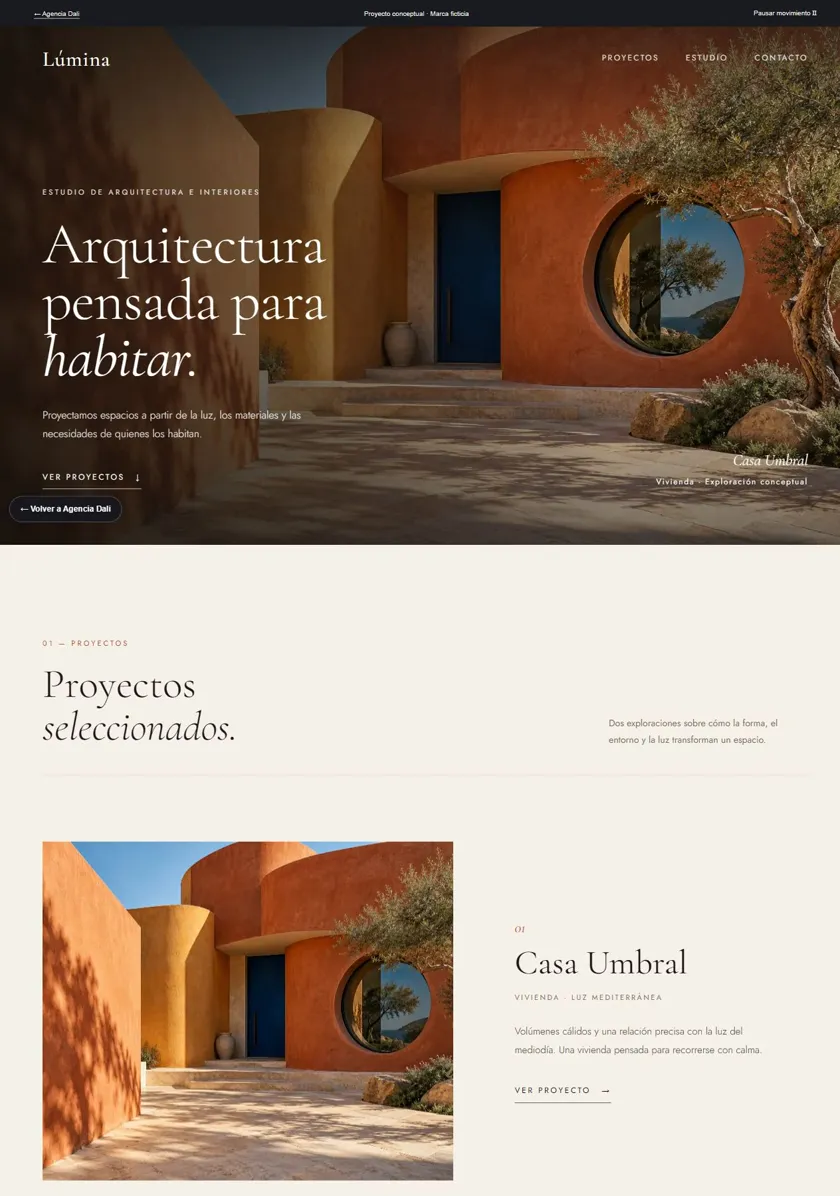 ← Agencia Dalí
Proyecto conceptual · Marca ficticia
Pausar movimiento II
Lúmina
PROYECTOS
ESTUDIO
CONTACTO
ESTUDIO DE ARQUITECTURA E INTERIORES
Arquitectura
pensada para
habitar.
Proyectamos espacios a partir de la luz, los materiales y las
necesidades de quienes los habitan.
VER PROYECTOS ↓
Casa Umbral
Vivienda · Exploración conceptual
← Volver a Agencia Dalí
01 — PROYECTOS
Proyectos
seleccionados.
Dos exploraciones sobre cómo la forma, el
entorno y la luz transforman un espacio.
01
Casa Umbral
VIVIENDA · LUZ MEDITERRÁNEA
Volúmenes cálidos y una relación precisa con la luz del
mediodía. Una vivienda pensada para recorrerse con calma.
VER PROYECTO →